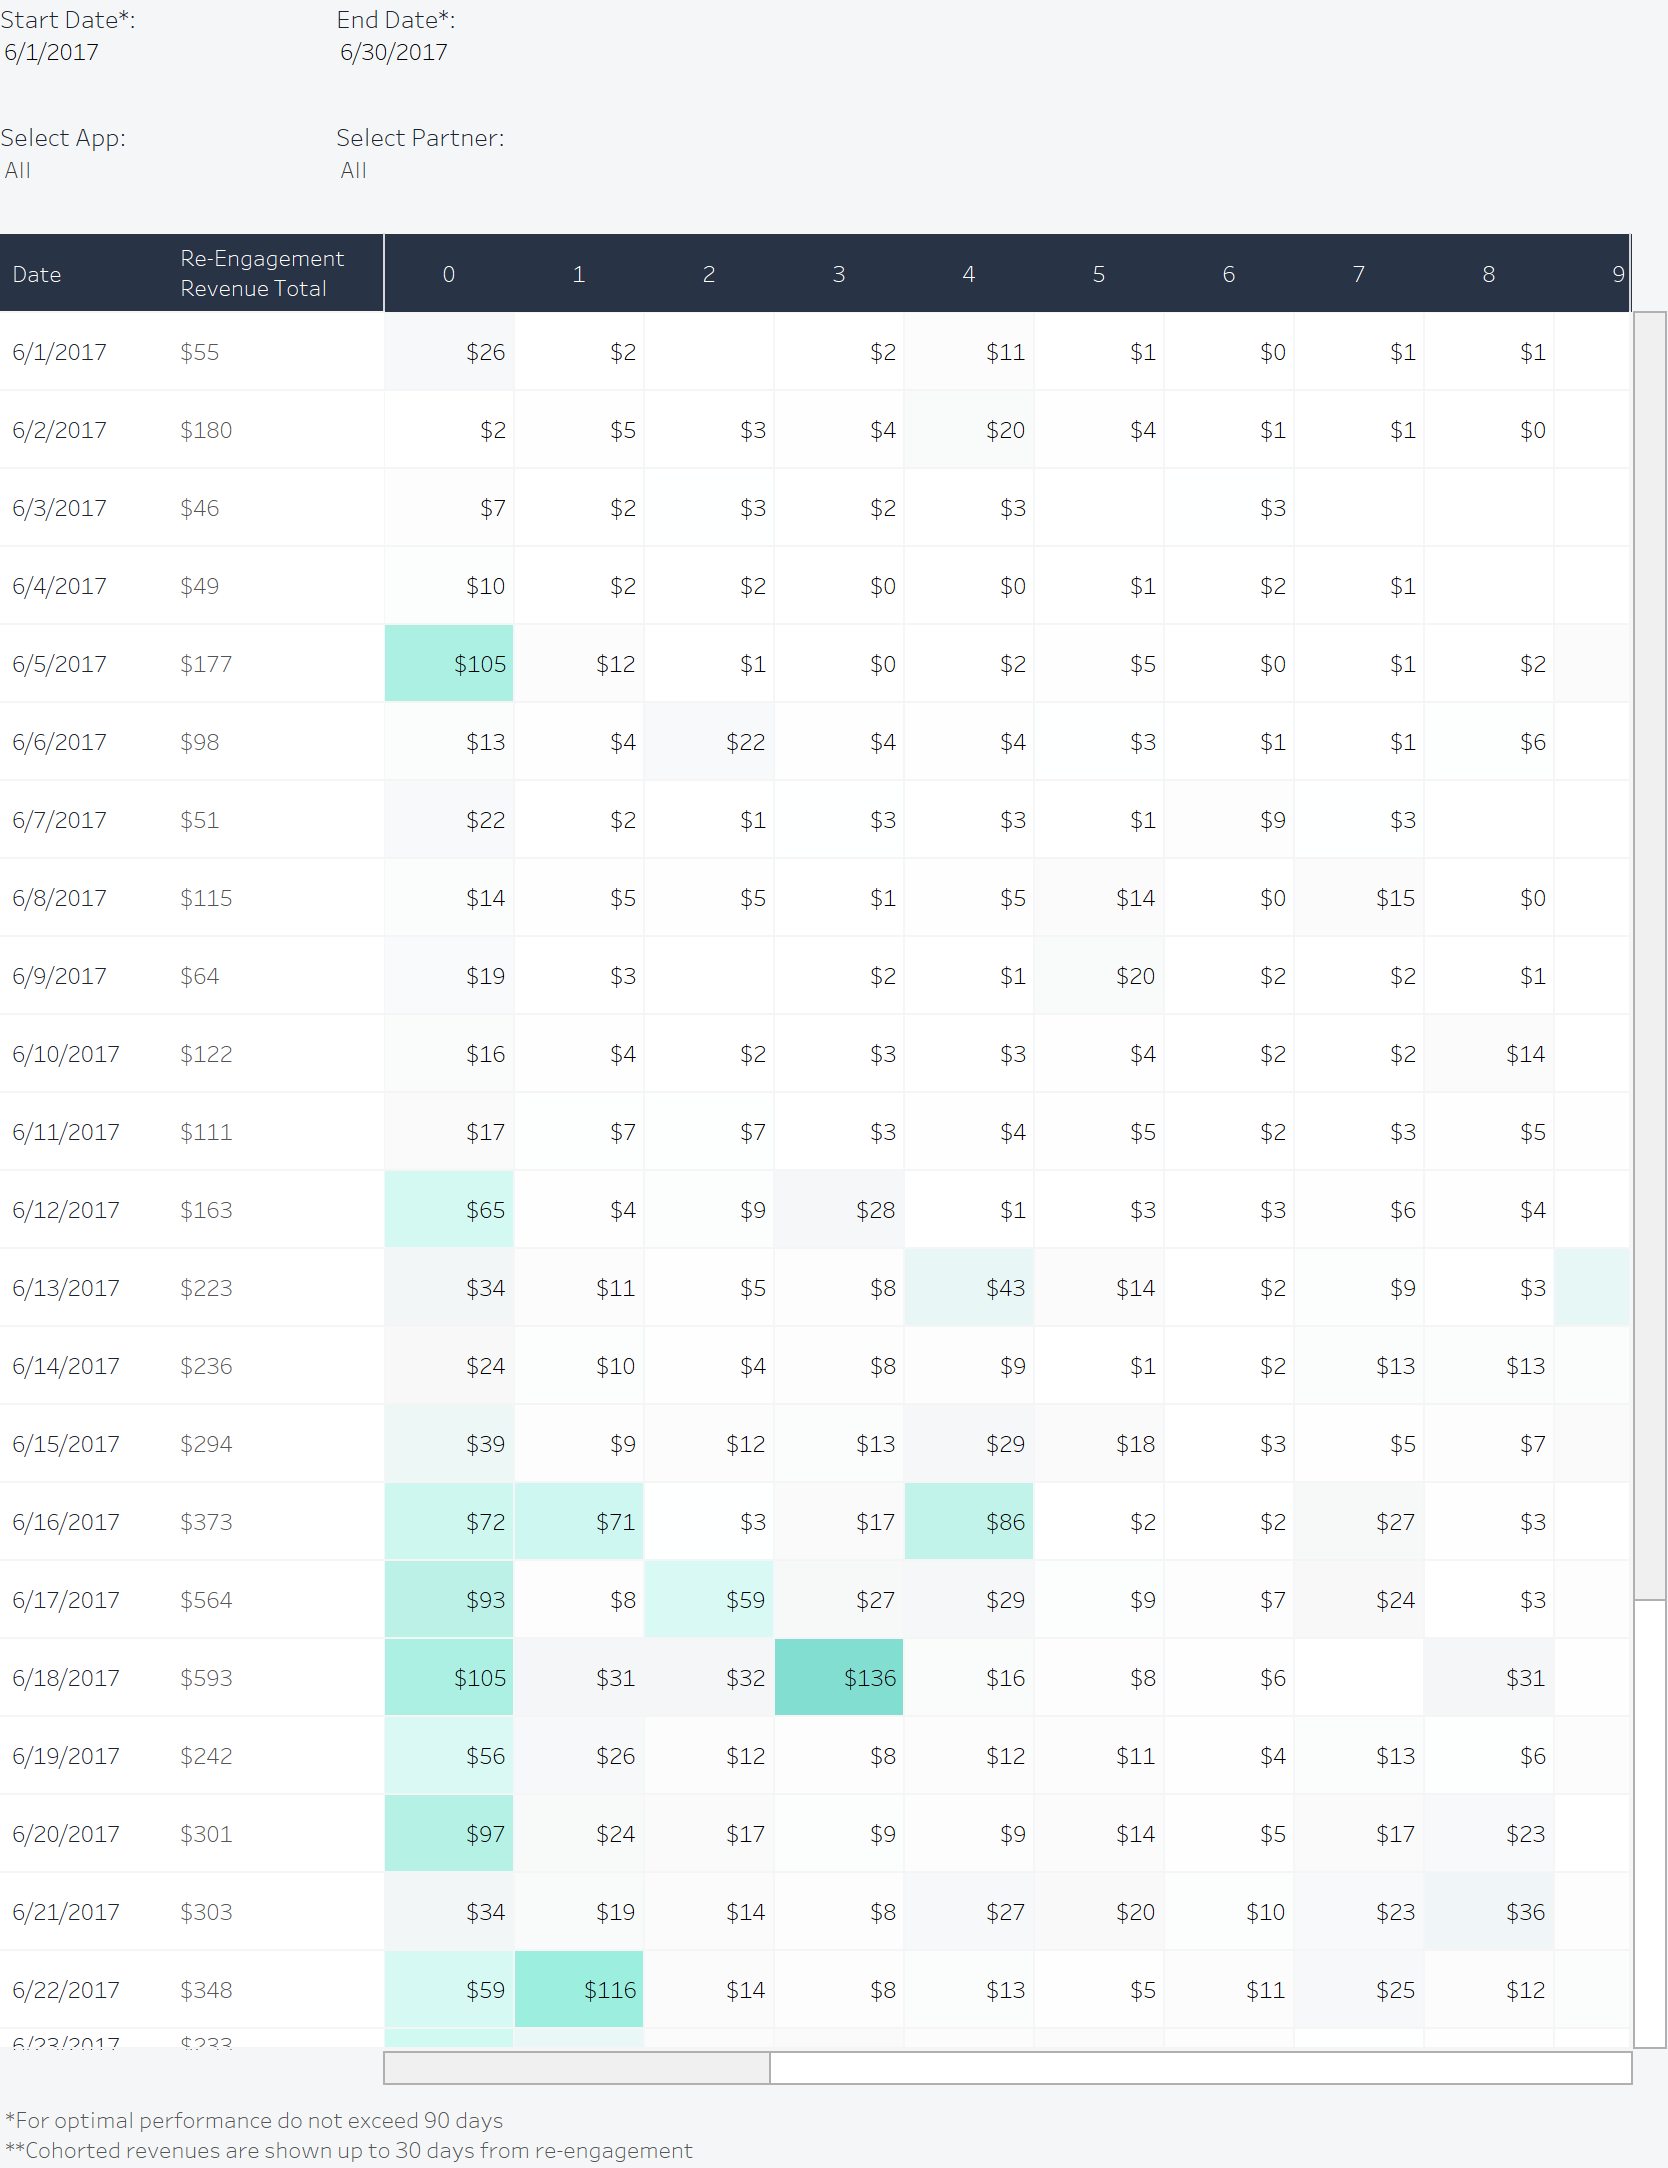 Start Date*: End Date*:
6/1/2017 6/30/2017
Select App: Select Partner:
All All
Date Re-Engagement Revenue Total 0 1 2 3 4 5 6 7 8 9
6/1/2017 $55 $26 $2 $2 $11 $1 $0 $1 $1
6/2/2017 $180 $2 $5 $3 $4 $20 $4 $1 $1 $0
6/3/2017 $46 $7 $2 $3 $2 $3 $3
6/4/2017 $49 $10 $2 $2 $0 $0 $1 $2 $1
6/5/2017 $177 $105 $12 $1 $0 $2 $5 $0 $1 $2
6/6/2017 $98 $13 $4 $22 $4 $4 $3 $1 $1 $6
6/7/2017 $51 $22 $2 $1 $3 $3 $1 $9 $3
6/8/2017 $115 $14 $5 $5 $1 $5 $14 $0 $15 $0
6/9/2017 $64 $19 $3 $2 $1 $20 $2 $2 $1
6/10/2017 $122 $16 $4 $2 $3 $3 $4 $2 $2 $14
6/11/2017 $111 $17 $7 $7 $3 $4 $5 $2 $3 $5
6/12/2017 $163 $65 $4 $9 $28 $1 $3 $3 $6 $4
6/13/2017 $223 $34 $11 $5 $8 $43 $14 $2 $9 $3
6/14/2017 $236 $24 $10 $4 $8 $9 $1 $2 $13 $13
6/15/2017 $294 $39 $9 $12 $13 $29 $18 $3 $5 $7
6/16/2017 $373 $72 $71 $3 $17 $86 $2 $2 $27 $3
6/17/2017 $564 $93 $8 $59 $27 $29 $9 $7 $24 $3
6/18/2017 $593 $105 $31 $32 $136 $16 $8 $6 $31
6/19/2017 $242 $56 $26 $12 $8 $12 $11 $4 $13 $6
6/20/2017 $301 $97 $24 $17 $9 $9 $14 $5 $17 $23
6/21/2017 $303 $34 $19 $14 $8 $27 $20 $10 $23 $36
6/22/2017 $348 $59 $116 $14 $8 $13 $5 $11 $25 $12
6/23/2017 $233
*For optimal performance do not exceed 90 days
**Cohorted revenues are shown up to 30 days from re-engagement